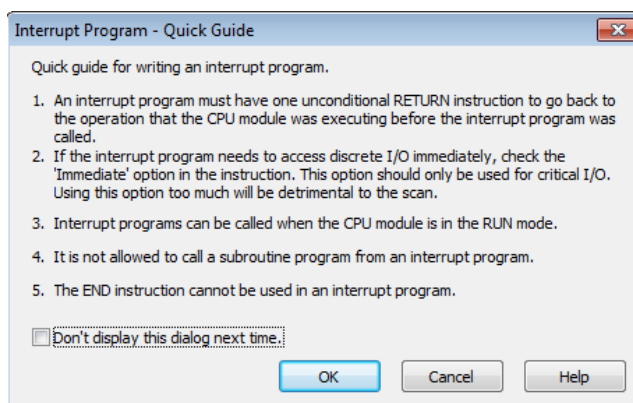 Interrupt Program - Quick Guide
Quick guide for writing an interrupt program.
1. An interrupt program must have one unconditional RETURN instruction to go back to
the operation that the CPU module was executing before the interrupt program was
called.
2. If the interrupt program needs to access discrete I/O immediately, check the
'Immediate' option in the instruction. This option should only be used for critical I/O.
Using this option too much will be detrimental to the scan.
3. Interrupt programs can be called when the CPU module is in the RUN mode.
4. It is not allowed to call a subroutine program from an interrupt program.
5. The END instruction cannot be used in an interrupt program.
Don't display this dialog next time.
OK Cancel Help